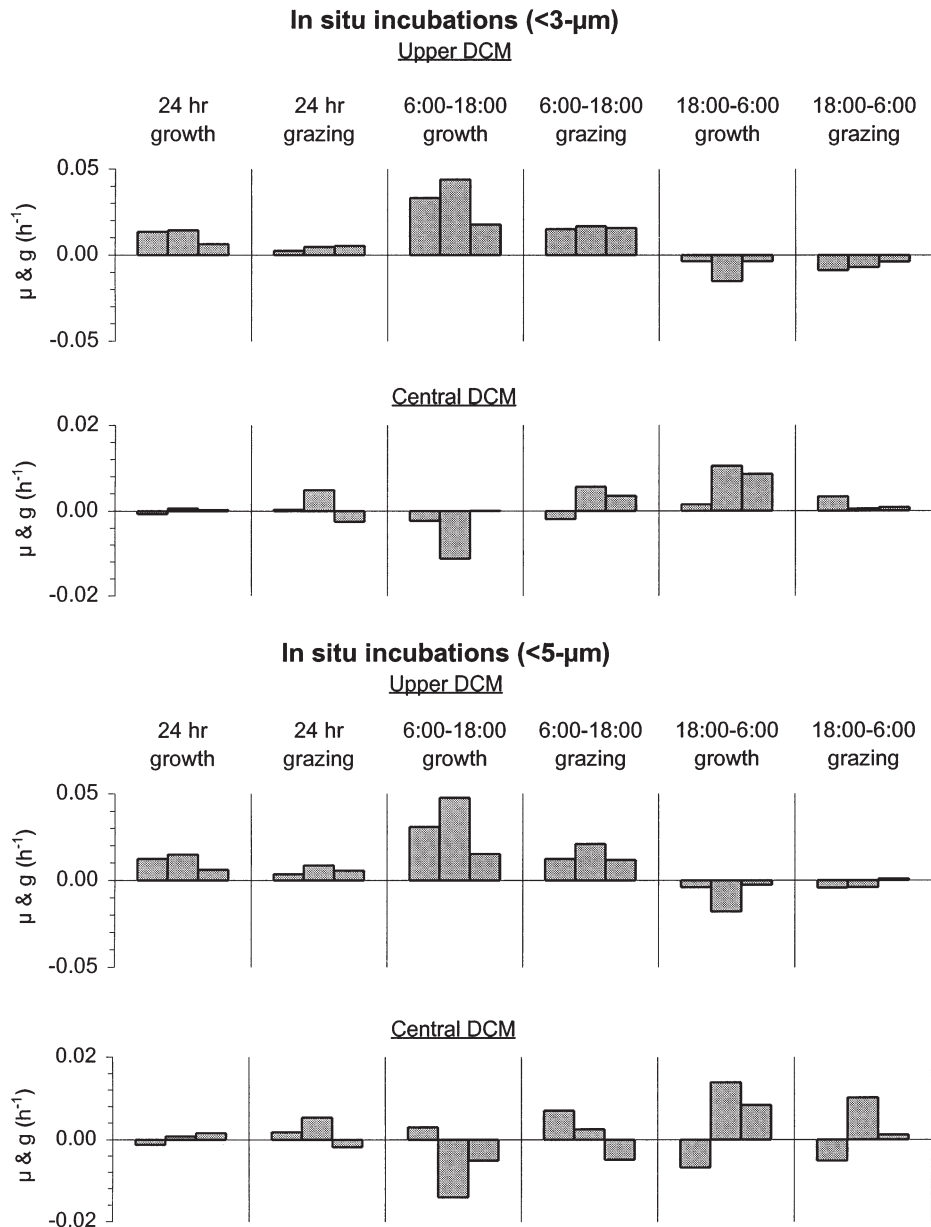 In situ incubations (<3-µm)
Upper DCM
24 hr growth
24 hr grazing
6:00-18:00 growth
6:00-18:00 grazing
18:00-6:00 growth
18:00-6:00 grazing
µ & g (h⁻¹)
0.05
0.00
-0.05
Central DCM
µ & g (h⁻¹)
0.02
0.00
-0.02
In situ incubations (<5-µm)
Upper DCM
24 hr growth
24 hr grazing
6:00-18:00 growth
6:00-18:00 grazing
18:00-6:00 growth
18:00-6:00 grazing
µ & g (h⁻¹)
0.05
0.00
-0.05
Central DCM
µ & g (h⁻¹)
0.02
0.00
-0.02